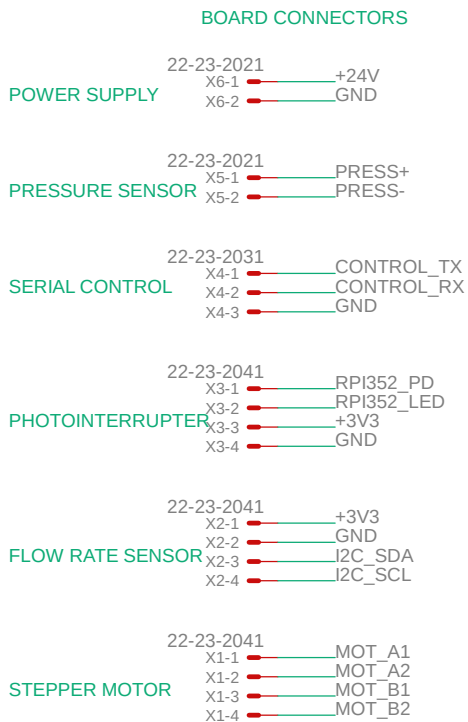 BOARD CONNECTORS
22-23-2021
POWER SUPPLY
X6-1 +24V
X6-2 GND
22-23-2021
PRESSURE SENSOR
X5-1 PRESS+
X5-2 PRESS-
22-23-2031
SERIAL CONTROL
X4-1 CONTROL_TX
X4-2 CONTROL_RX
X4-3 GND
22-23-2041
PHOTOINTERRUPTER
X3-1 RPI352_PD
X3-2 RPI352_LED
X3-3 +3V3
X3-4 GND
22-23-2041
FLOW RATE SENSOR
X2-1 +3V3
X2-2 GND
X2-3 I2C_SDA
X2-4 I2C_SCL
22-23-2041
STEPPER MOTOR
X1-1 MOT_A1
X1-2 MOT_A2
X1-3 MOT_B1
X1-4 MOT_B2